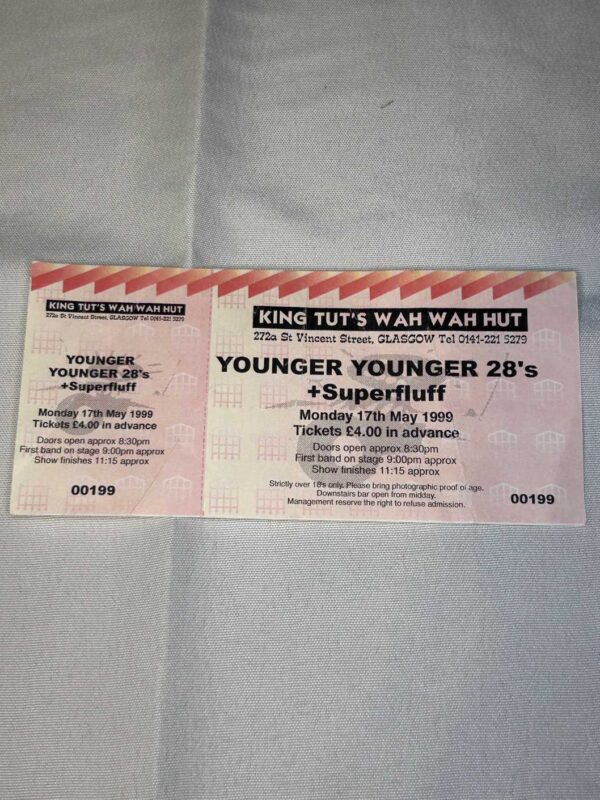 KING TUT'S WAH WAH HUT
272a St Vincent Street, GLASGOW Tel 0141-221 5279
YOUNGER
YOUNGER 28's
+Superfluff
Monday 17th May 1999
Tickets £4.00 in advance
Doors open approx 8:30pm
First band on stage 9:00pm approx
Show finishes 11:15 approx
00199
KING TUT'S WAH WAH HUT
272a St Vincent Street, GLASGOW Tel 0141-221 5279
YOUNGER YOUNGER 28's
+Superfluff
Monday 17th May 1999
Tickets £4.00 in advance
Doors open approx 8:30pm
First band on stage 9:00pm approx
Show finishes 11:15 approx
Strictly over 18's only. Please bring photographic proof of age.
Downstairs bar open from midday.
Management reserve the right to refuse admission.
00199